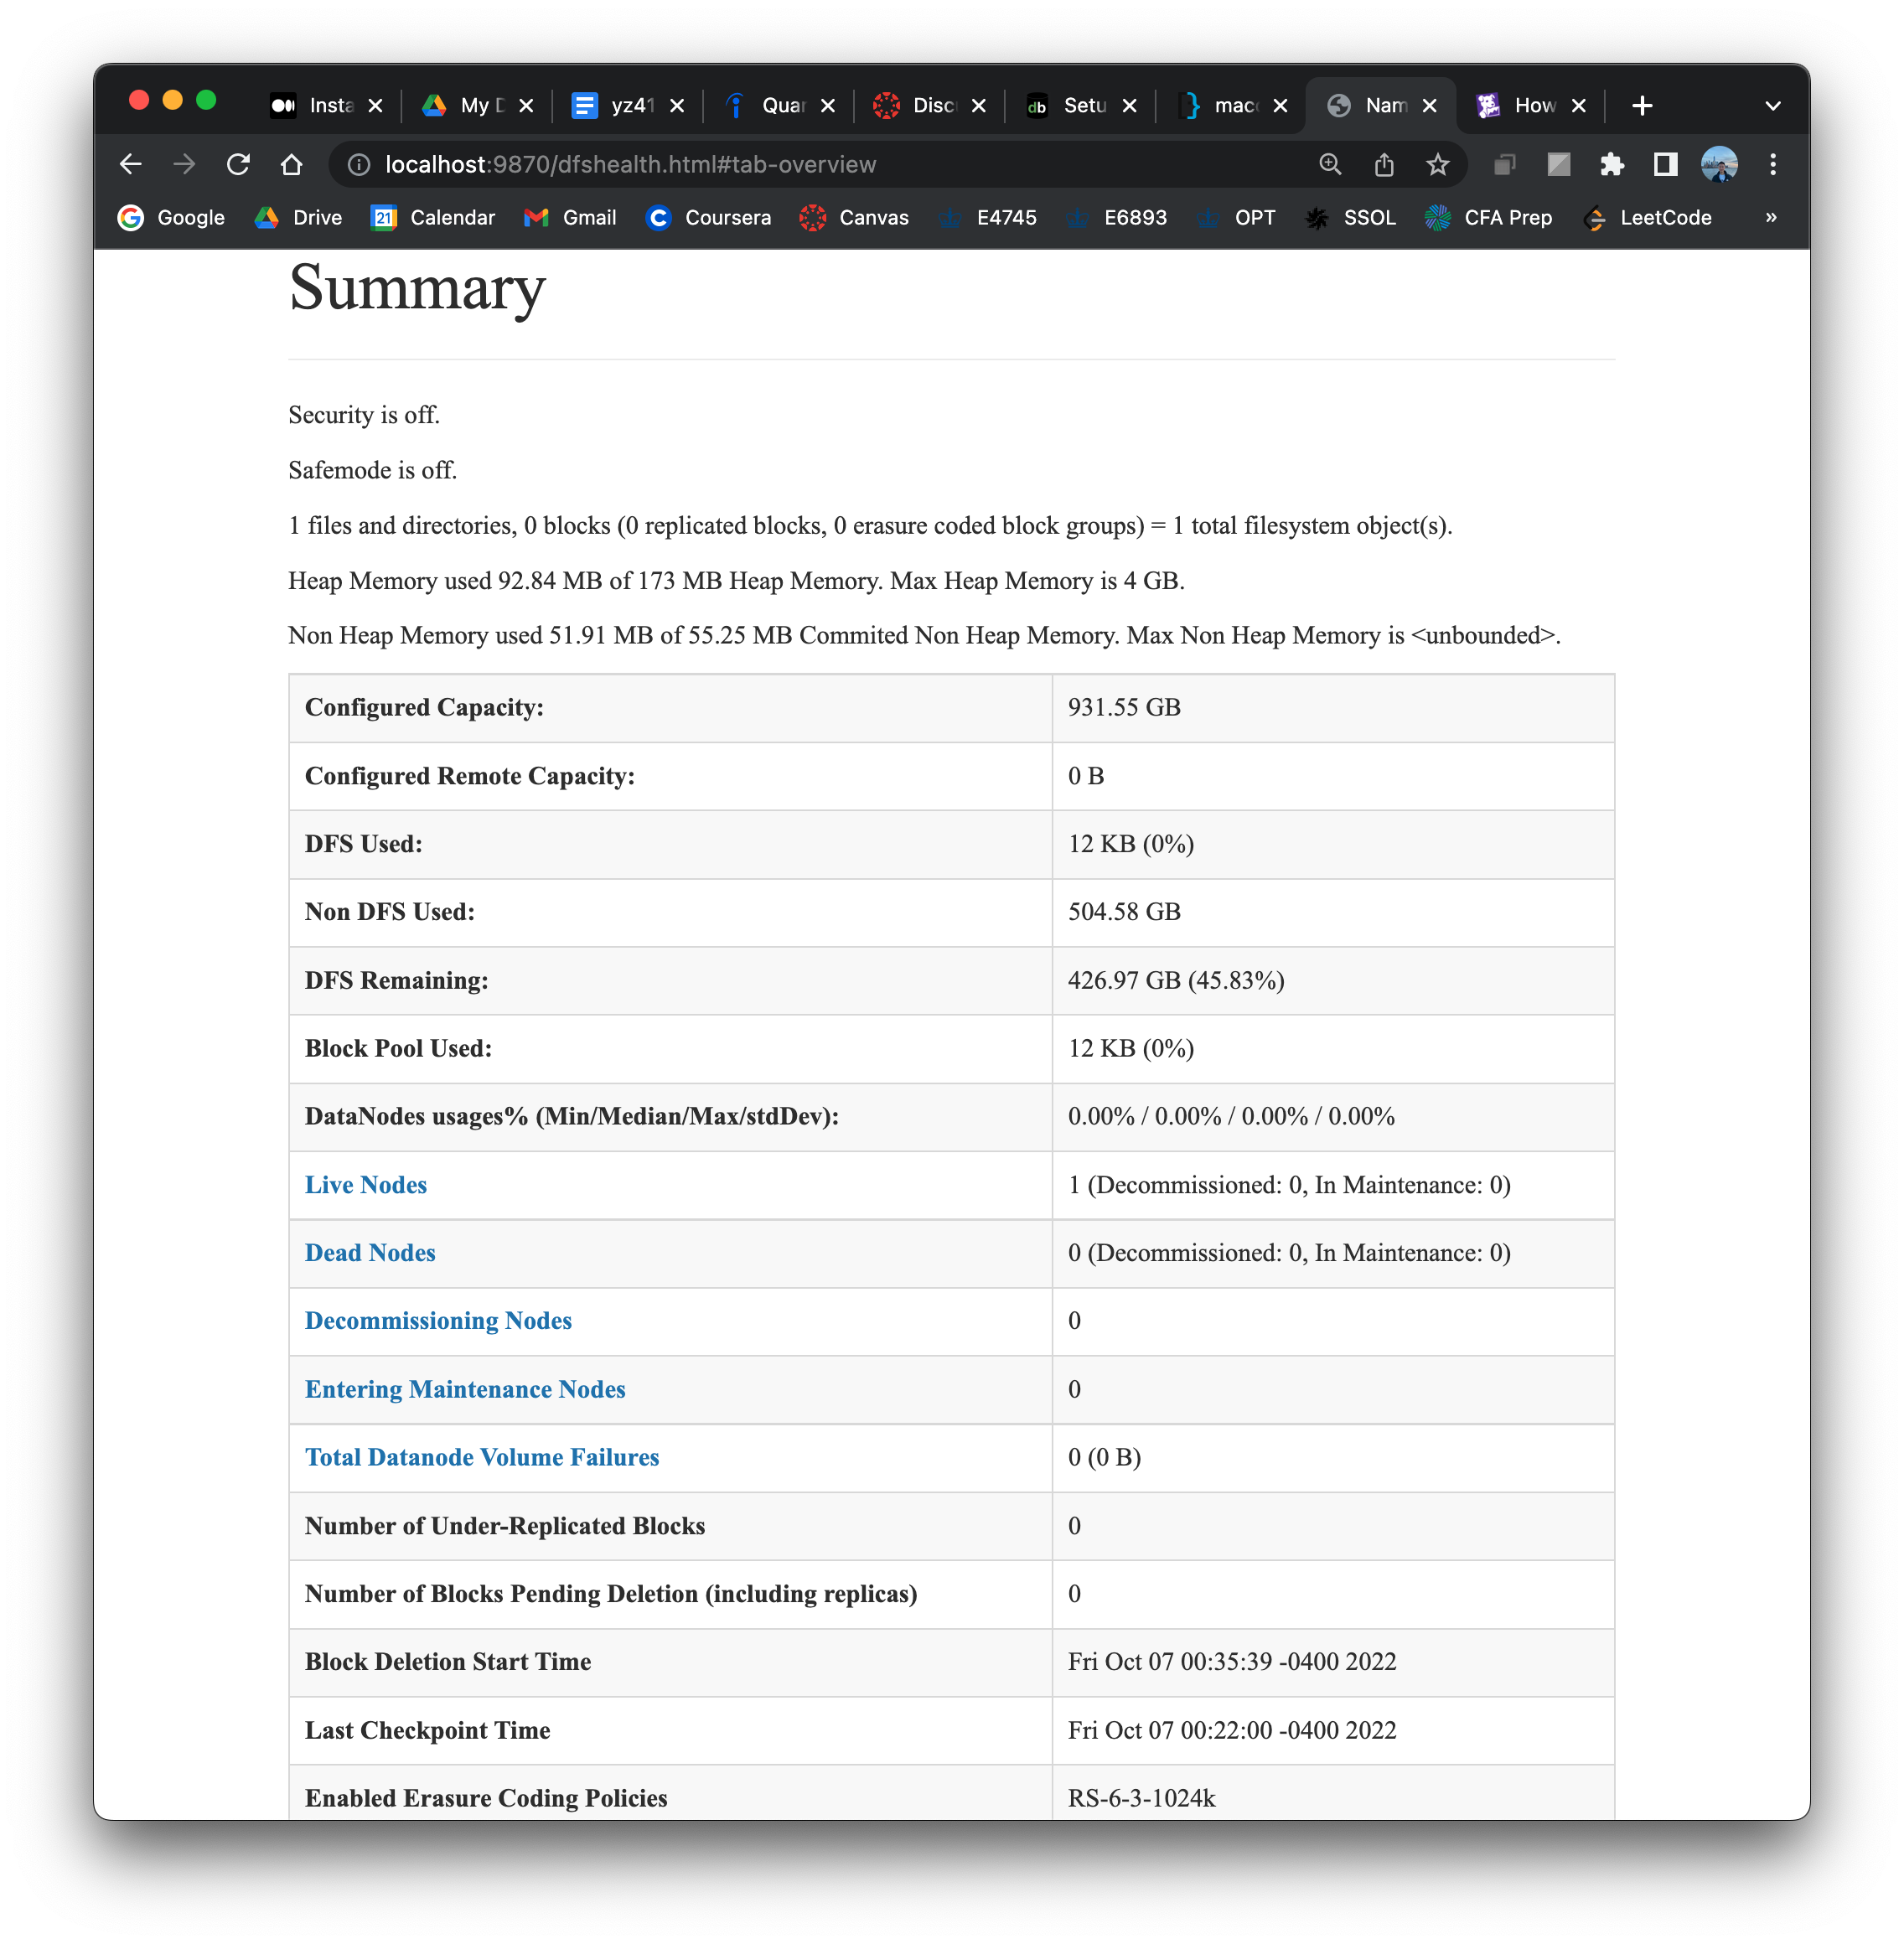 Insta My D yz41 Quar Disc Setu mac Nam How
localhost:9870/dfshealth.html#tab-overview
Google Drive 21 Calendar Gmail Coursera Canvas E4745 E6893 OPT SSOL CFA Prep LeetCode »
Summary
Security is off.
Safemode is off.
1 files and directories, 0 blocks (0 replicated blocks, 0 erasure coded block groups) = 1 total filesystem object(s).
Heap Memory used 92.84 MB of 173 MB Heap Memory. Max Heap Memory is 4 GB.
Non Heap Memory used 51.91 MB of 55.25 MB Commited Non Heap Memory. Max Non Heap Memory is <unbounded>.
Configured Capacity: 931.55 GB
Configured Remote Capacity: 0 B
DFS Used: 12 KB (0%)
Non DFS Used: 504.58 GB
DFS Remaining: 426.97 GB (45.83%)
Block Pool Used: 12 KB (0%)
DataNodes usages% (Min/Median/Max/stdDev): 0.00% / 0.00% / 0.00% / 0.00%
Live Nodes 1 (Decommissioned: 0, In Maintenance: 0)
Dead Nodes 0 (Decommissioned: 0, In Maintenance: 0)
Decommissioning Nodes 0
Entering Maintenance Nodes 0
Total Datanode Volume Failures 0 (0 B)
Number of Under-Replicated Blocks 0
Number of Blocks Pending Deletion (including replicas) 0
Block Deletion Start Time Fri Oct 07 00:35:39 -0400 2022
Last Checkpoint Time Fri Oct 07 00:22:00 -0400 2022
Enabled Erasure Coding Policies RS-6-3-1024k